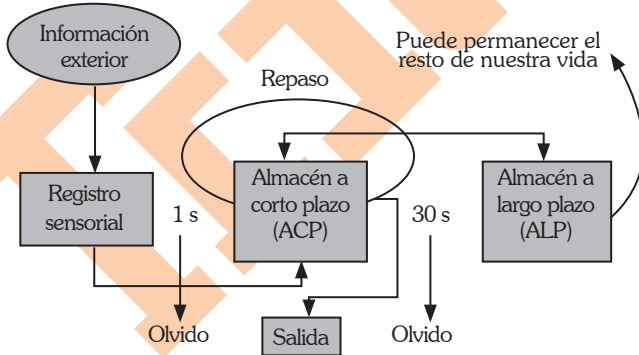 Información
exterior
Puede permanecer el
resto de nuestra vida
Repaso
Registro
sensorial
1 s
Almacén a
corto plazo
(ACP)
30 s
Almacén a
largo plazo
(ALP)
Olvido
Salida
Olvido